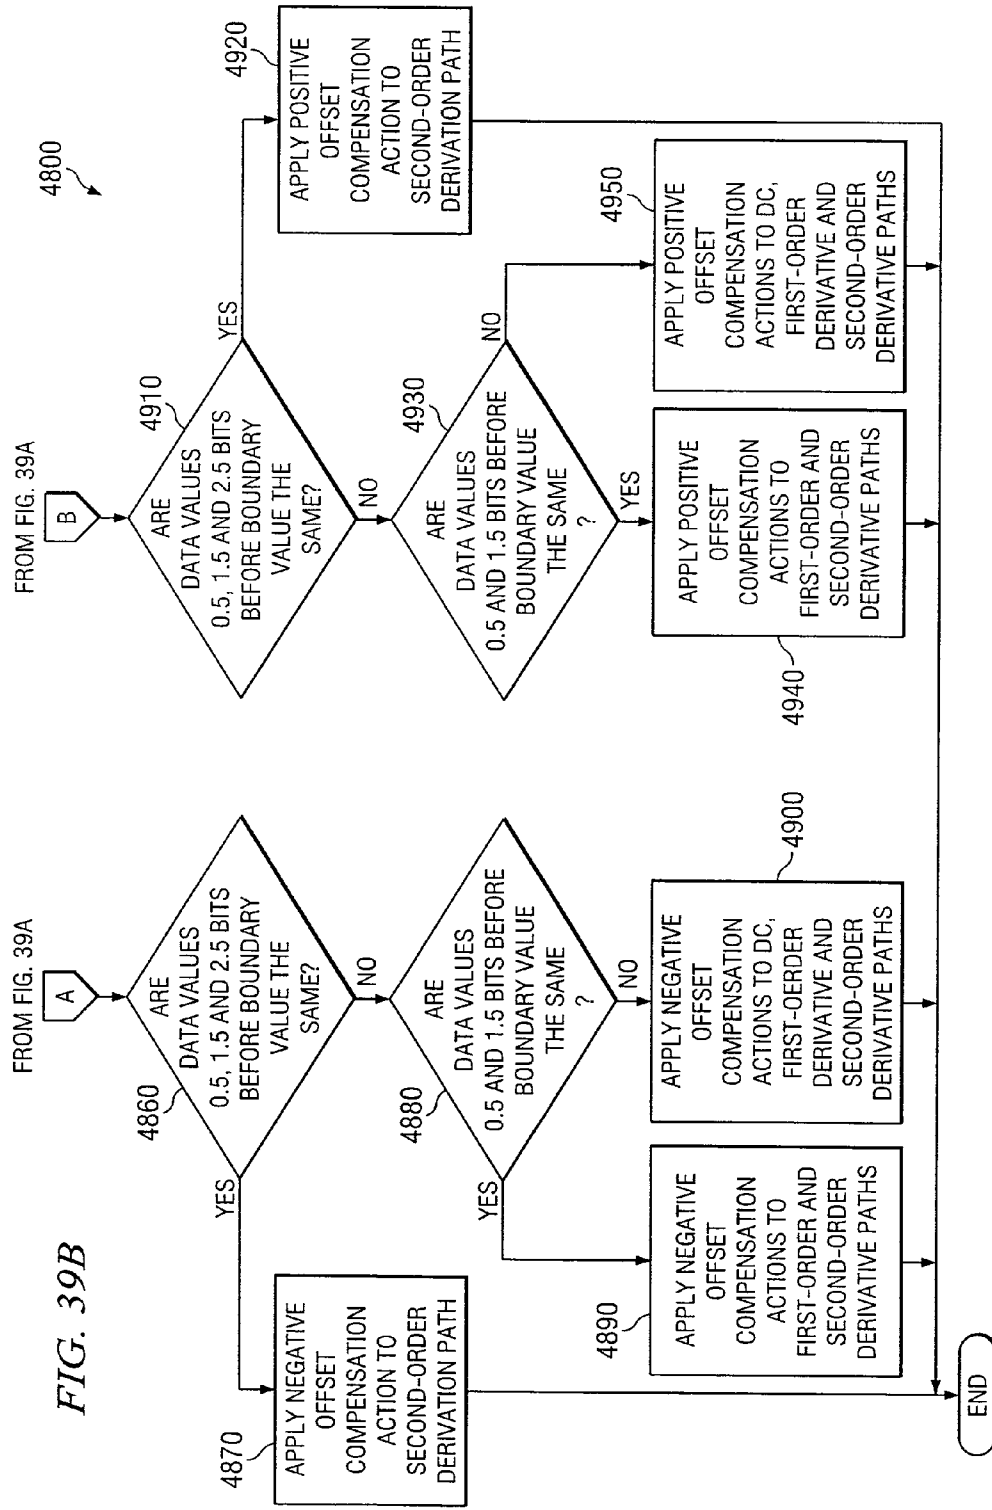 FIG. 39B
4800
FROM FIG. 39A
A
4860
ARE
DATA VALUES
0.5, 1.5 AND 2.5 BITS
BEFORE BOUNDARY
VALUE THE
SAME?
YES
NO
4870
APPLY NEGATIVE
OFFSET
COMPENSATION
ACTION TO
SECOND-ORDER
DERIVATION PATH
4880
ARE
DATA VALUES
0.5 AND 1.5 BITS BEFORE
BOUNDARY VALUE
THE SAME
?
YES
NO
4890
APPLY NEGATIVE
OFFSET
COMPENSATION
ACTIONS TO
FIRST-ORDER AND
SECOND-ORDER
DERIVATIVE PATHS
4900
APPLY NEGATIVE
OFFSET
COMPENSATION
ACTIONS TO DC,
FIRST-OERDER
DERIVATIVE AND
SECOND-ORDER
DERIVATIVE PATHS
FROM FIG. 39A
B
4910
ARE
DATA VALUES
0.5, 1.5 AND 2.5 BITS
BEFORE BOUNDARY
VALUE THE
SAME?
YES
NO
4920
APPLY POSITIVE
OFFSET
COMPENSATION
ACTION TO
SECOND-ORDER
DERIVATION PATH
4930
ARE
DATA VALUES
0.5 AND 1.5 BITS BEFORE
BOUNDARY VALUE
THE SAME
?
NO
YES
4940
APPLY POSITIVE
OFFSET
COMPENSATION
ACTIONS TO
FIRST-ORDER AND
SECOND-ORDER
DERIVATIVE PATHS
4950
APPLY POSITIVE
OFFSET
COMPENSATION
ACTIONS TO DC,
FIRST-ORDER
DERIVATIVE AND
SECOND-ORDER
DERIVATIVE PATHS
END